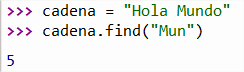 >>> cadena = "Hola Mundo"
>>> cadena.find("Mun")
5